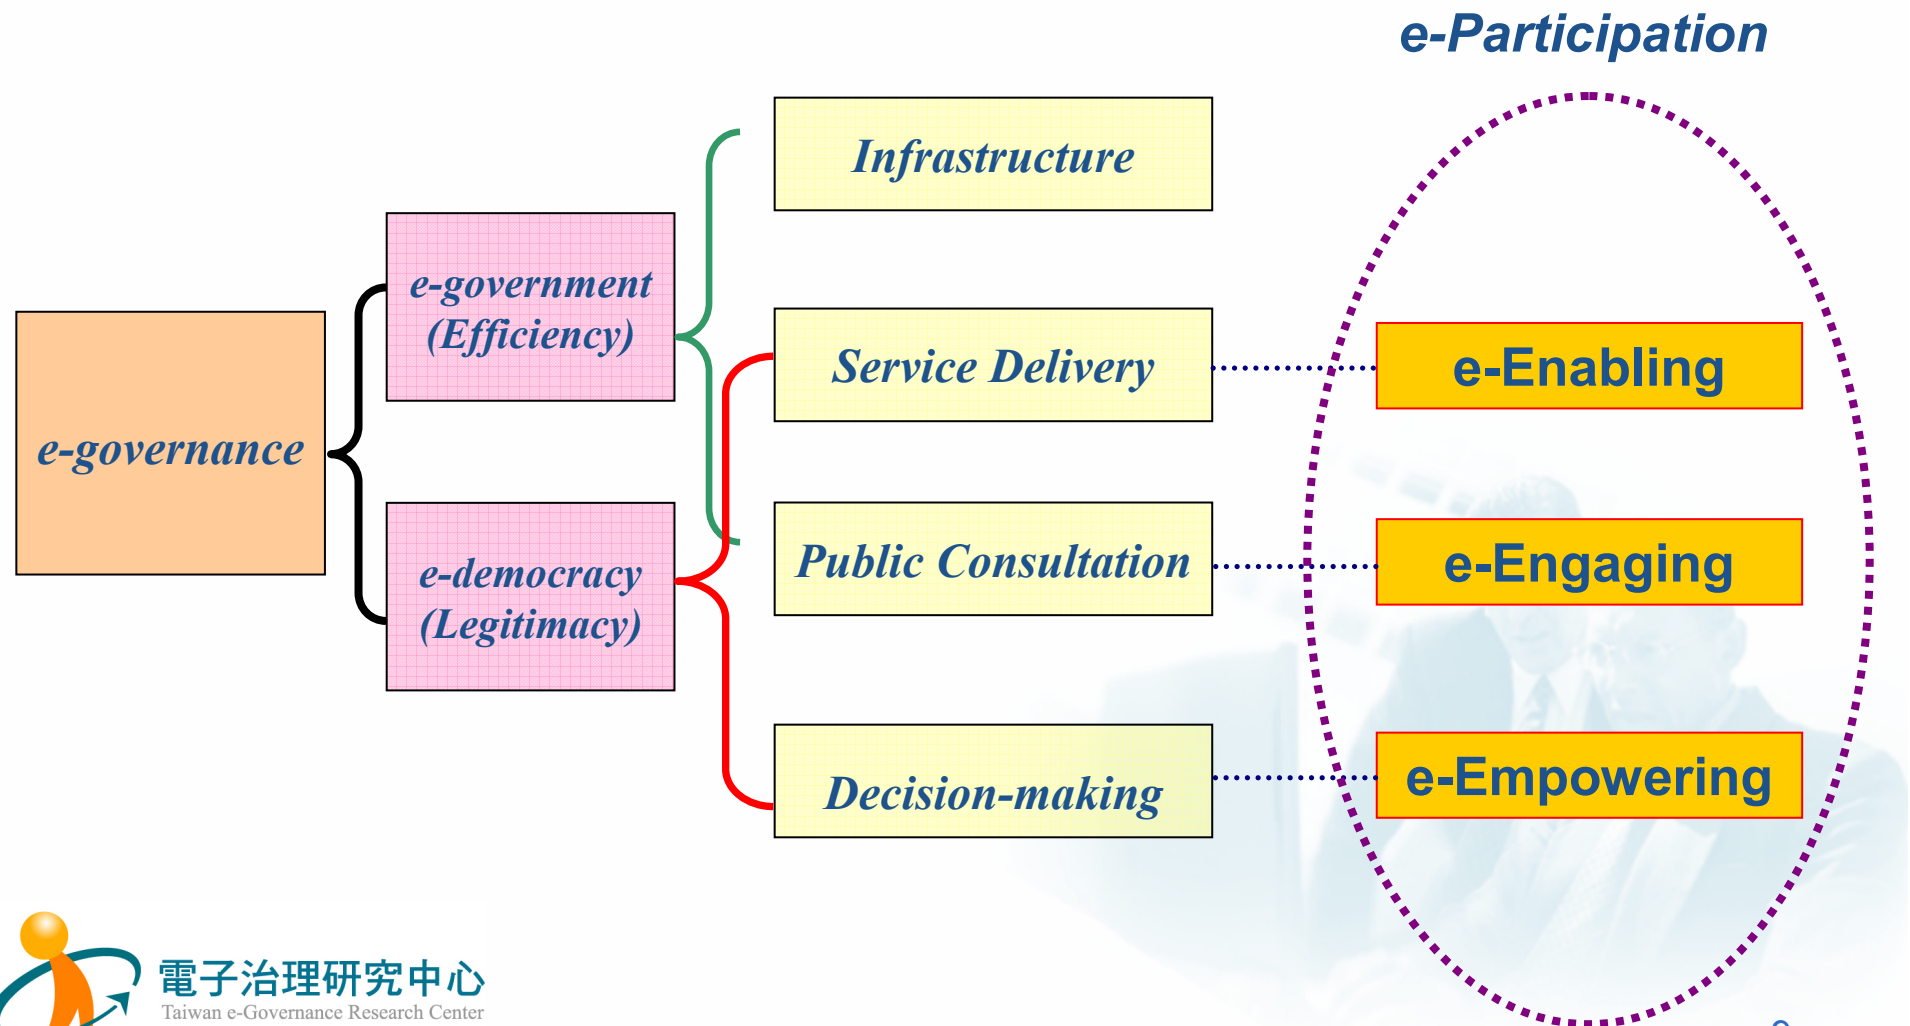 e-Participation
Infrastructure
e-government
(Efficiency)
Service Delivery
e-Enabling
e-governance
Public Consultation
e-Engaging
e-democracy
(Legitimacy)
Decision-making
e-Empowering
電子治理研究中心
Taiwan e-Governance Research Center